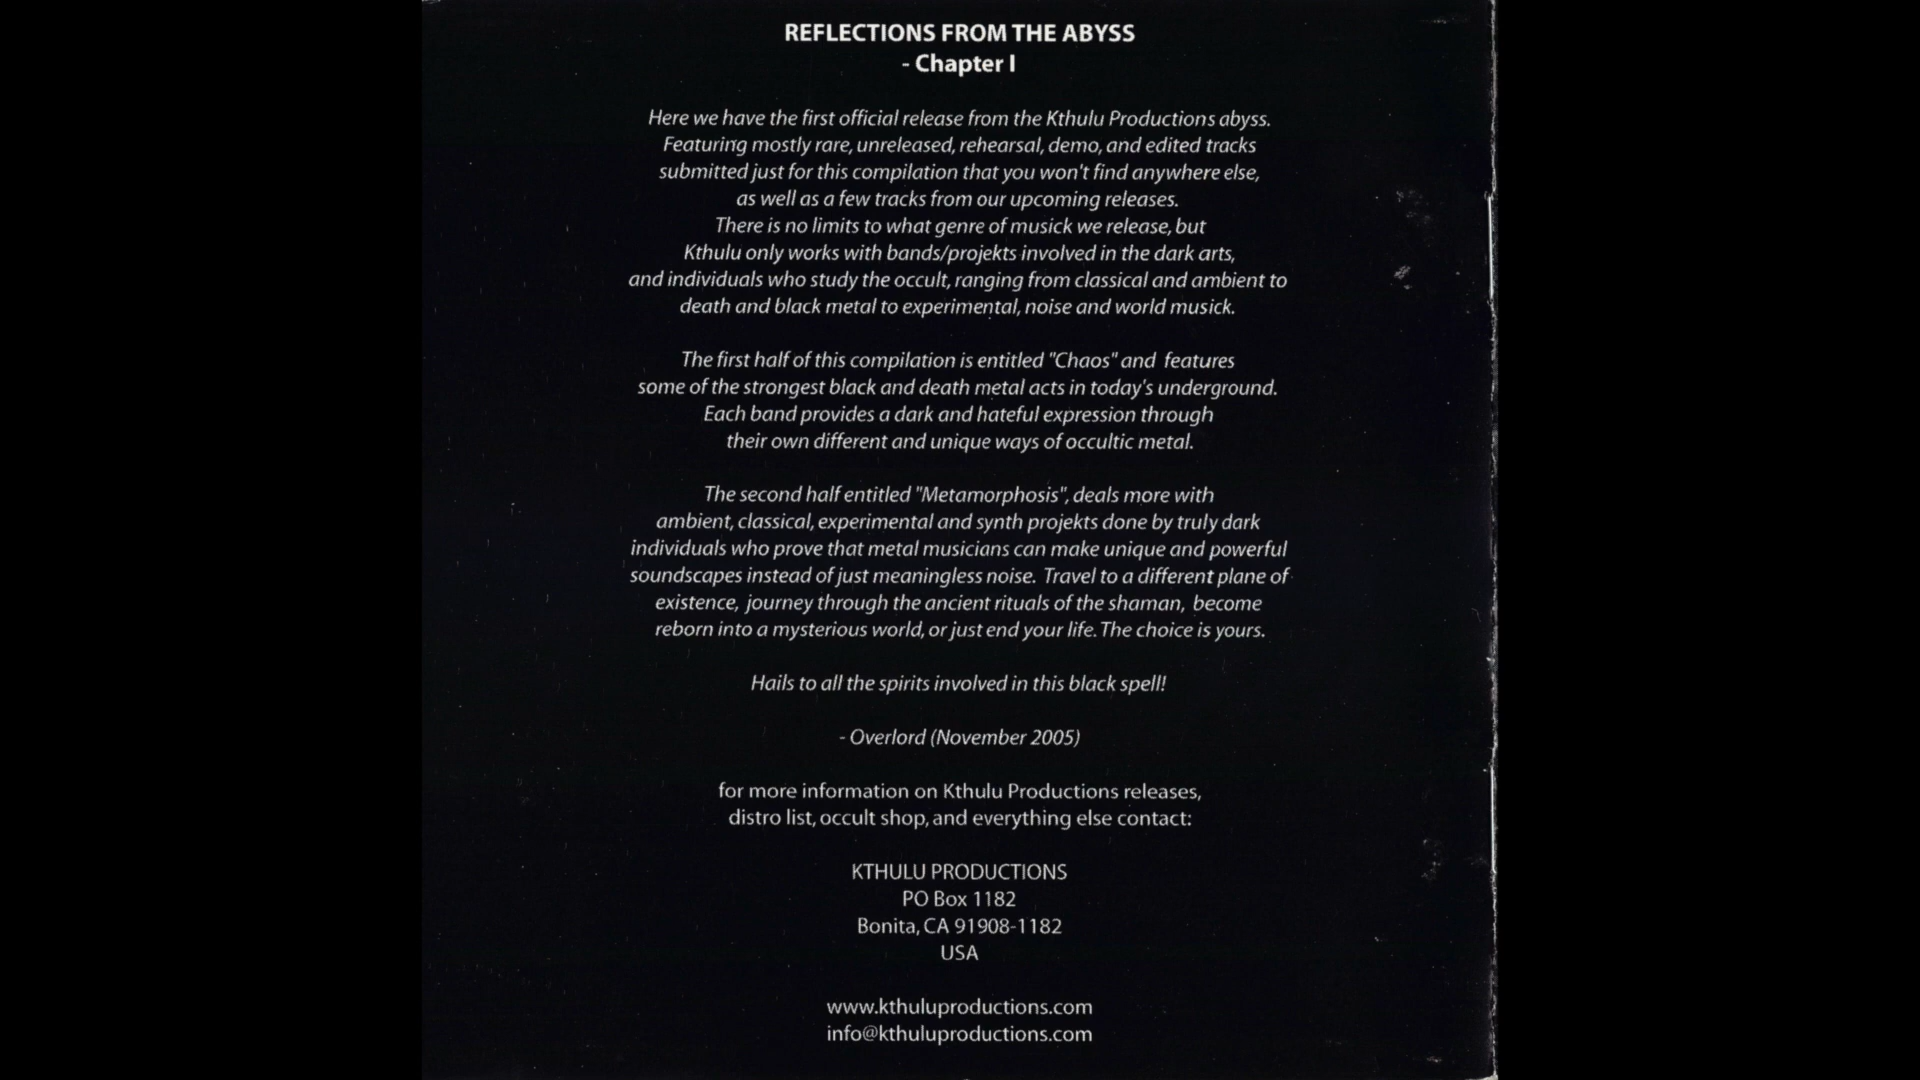 REFLECTIONS FROM THE ABYSS
- Chapter I
Here we have the first official release from the Kthulu Productions abyss.
Featuring mostly rare, unreleased, rehearsal, demo, and edited tracks
submitted just for this compilation that you won't find anywhere else,
as well as a few tracks from our upcoming releases.
There is no limits to what genre of musick we release, but
Kthulu only works with bands/projekts involved in the dark arts,
and individuals who study the occult, ranging from classical and ambient to
death and black metal to experimental, noise and world musick.
The first half of this compilation is entitled "Chaos" and features
some of the strongest black and death metal acts in today's underground.
Each band provides a dark and hateful expression through
their own different and unique ways of occultic metal.
The second half entitled "Metamorphosis", deals more with
ambient, classical, experimental and synth projekts done by truly dark
individuals who prove that metal musicians can make unique and powerful
soundscapes instead of just meaningless noise. Travel to a different plane of
existence, journey through the ancient rituals of the shaman, become
reborn into a mysterious world, or just end your life. The choice is yours.
Hails to all the spirits involved in this black spell!
- Overlord (November 2005)
for more information on Kthulu Productions releases,
distro list, occult shop, and everything else contact:
KTHULU PRODUCTIONS
PO Box 1182
Bonita, CA 91908-1182
USA
www.kthuluproductions.com
info@kthuluproductions.com